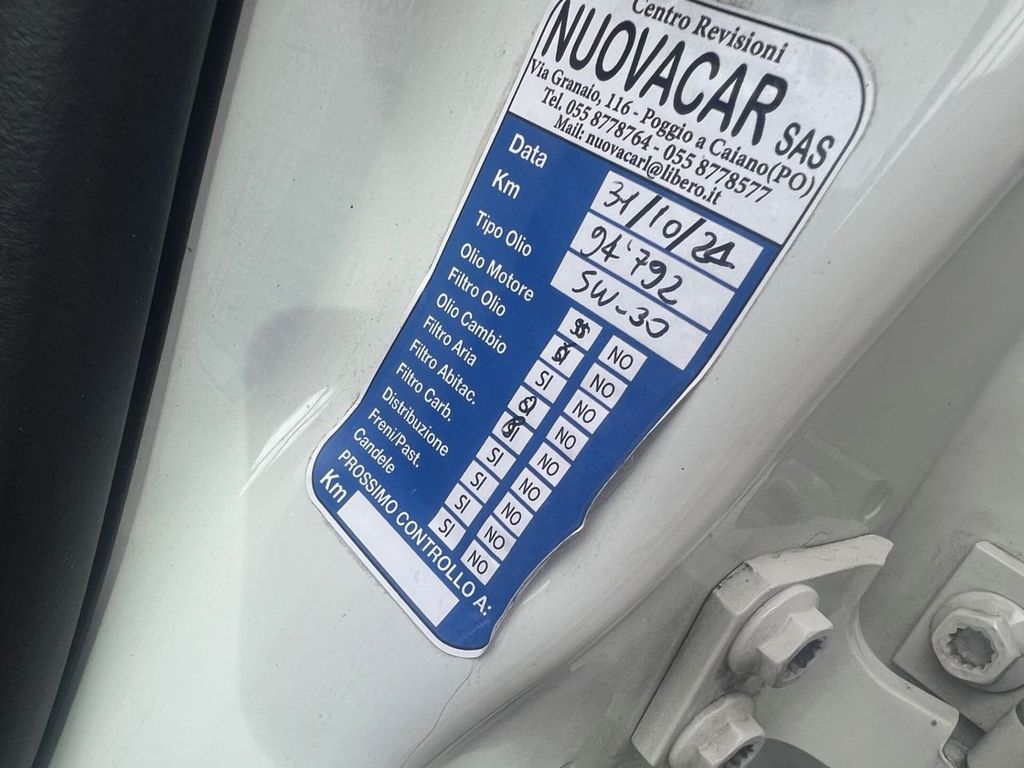 Centro Revisioni
NUOVACAR SAS
Via Granaio, 116 - Poggio a Caiano(PO)
Tel. 055 8778764 - 055 8778577
Mail: nuovacarl@libero.it
Data 31/10/24
Km 94'792
Tipo Olio 5W-30
Olio Motore SI NO
Filtro Olio SI NO
Olio Cambio SI NO
Filtro Aria SI NO
Filtro Abitac. SI NO
Filtro Carb. SI NO
Distribuzione SI NO
Freni/Past. SI NO
Candele SI NO
PROSSIMO CONTROLLO A:
Km